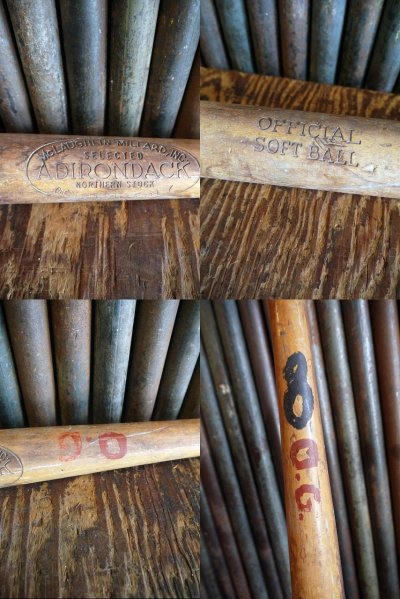 McLAUGHLIN-MILLARD, INC.
SELECTED
ADIRONDACK
NORTHERN STOCK
OFFICIAL
SOFT BALL
8
O.G.